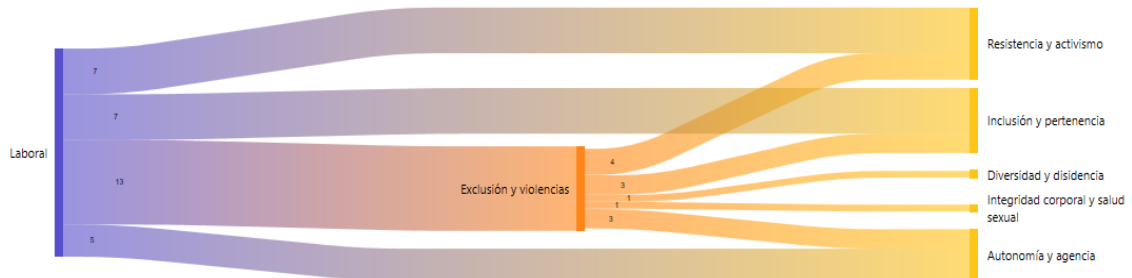 Resistencia y activismo
7
7
Inclusión y pertenencia
Laboral
4
Exclusión y violencias
3
Diversidad y disidencia
13
1
1
Integridad corporal y salud
sexual
3
5
Autonomía y agencia